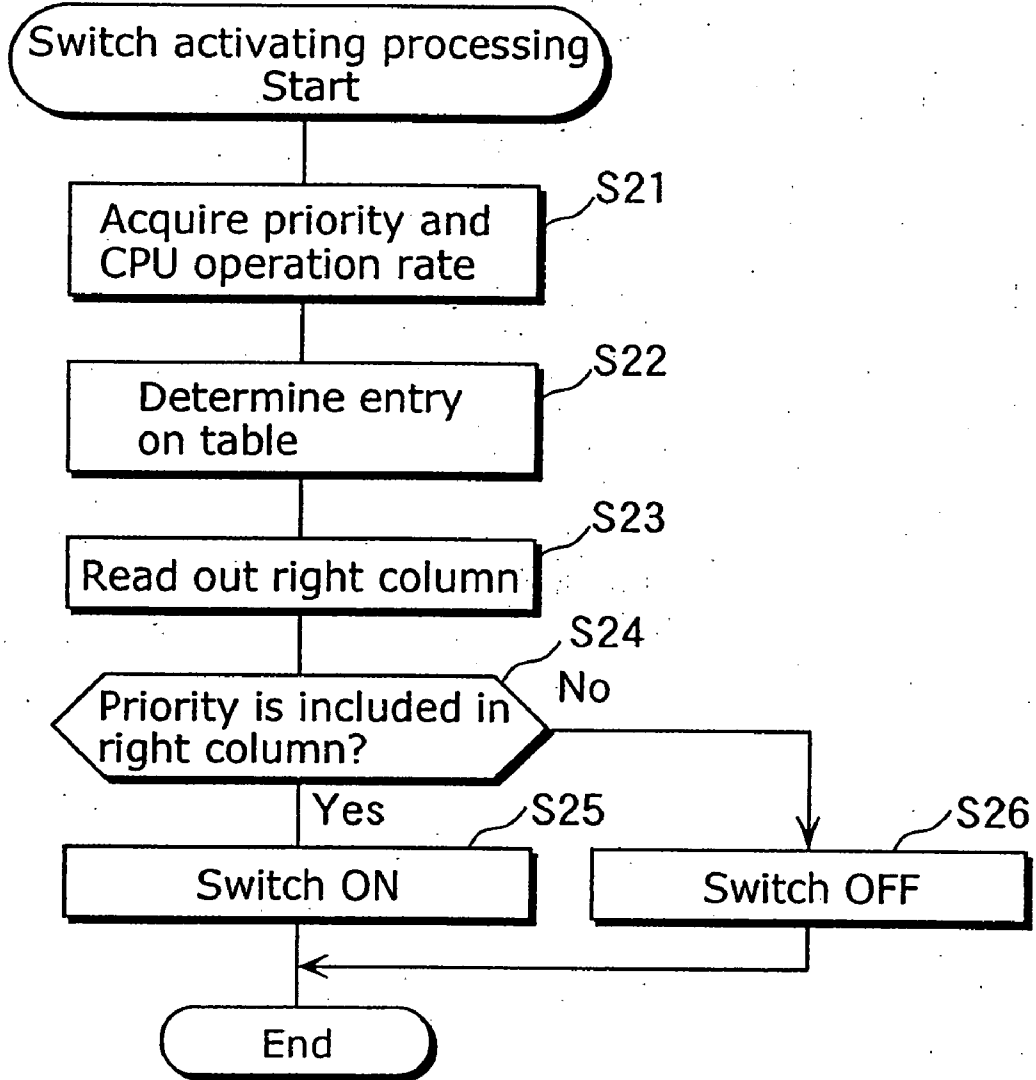 Switch activating processing
Start
S21
Acquire priority and
CPU operation rate
S22
Determine entry
on table
S23
Read out right column
S24
Priority is included in
right column?
No
Yes
S25
Switch ON
S26
Switch OFF
End